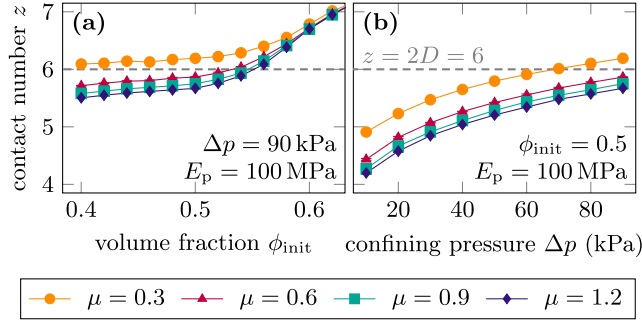 7
6
5
4
contact number z
(a)
Δp = 90 kPa
E_p = 100 MPa
0.4
0.5
0.6
volume fraction ϕ_init
(b)
z = 2D = 6
ϕ_init = 0.5
E_p = 100 MPa
20
40
60
80
confining pressure Δp (kPa)
μ = 0.3
μ = 0.6
μ = 0.9
μ = 1.2